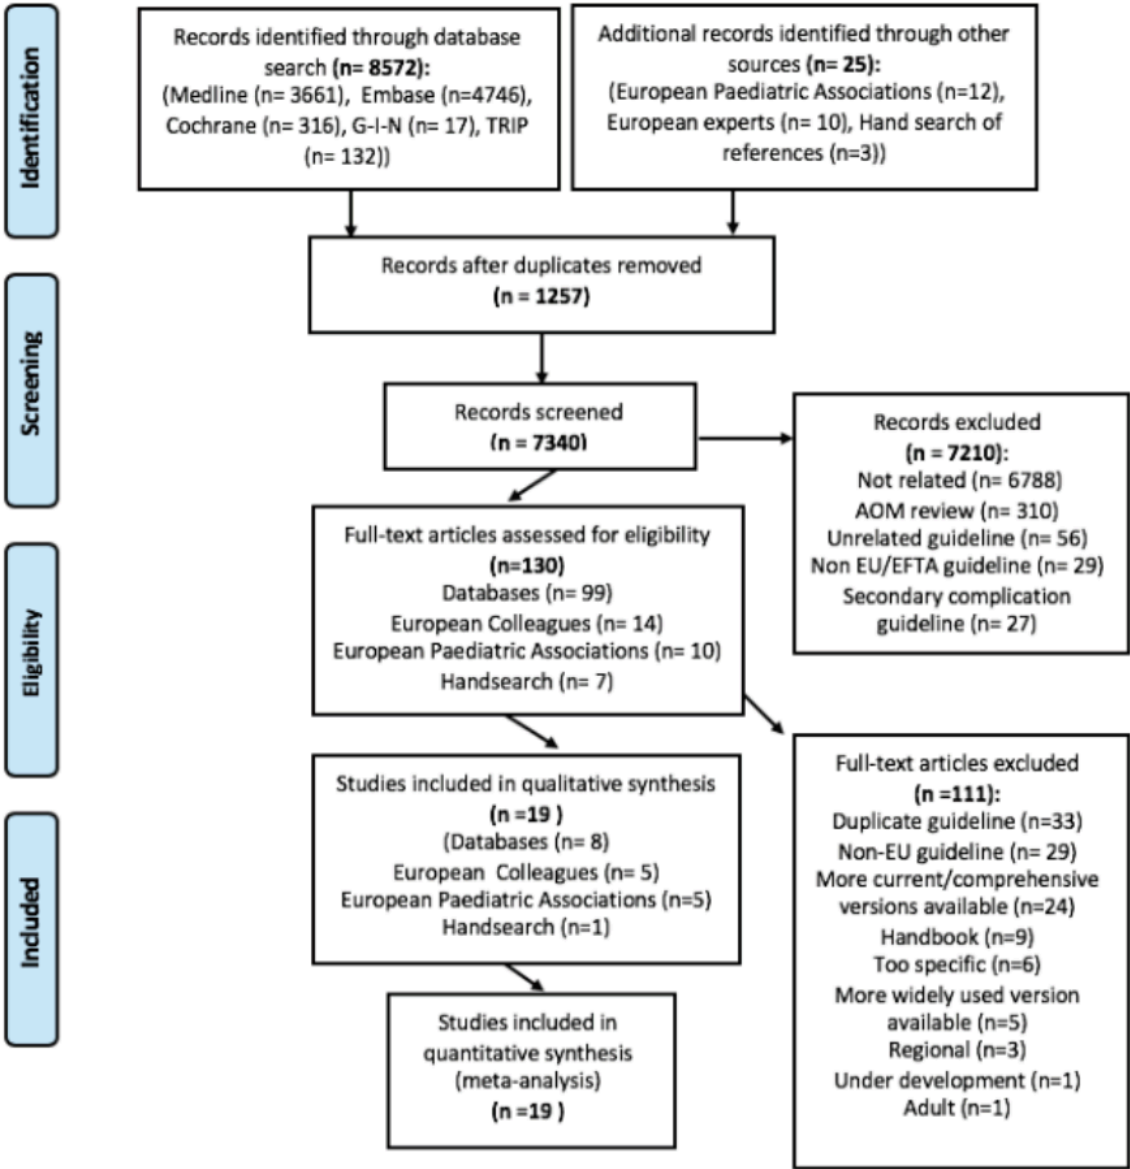 Identification
Records identified through database
search (n= 8572):
(Medline (n= 3661), Embase (n=4746),
Cochrane (n= 316), G-I-N (n= 17), TRIP
(n= 132))
Additional records identified through other
sources (n= 25):
(European Paediatric Associations (n=12),
European experts (n= 10), Hand search of
references (n=3))
Records after duplicates removed
(n = 1257)
Screening
Records screened
(n = 7340)
Records excluded
(n = 7210):
Not related (n= 6788)
AOM review (n= 310)
Unrelated guideline (n= 56)
Non EU/EFTA guideline (n= 29)
Secondary complication
guideline (n= 27)
Eligibility
Full-text articles assessed for eligibility
(n=130)
Databases (n= 99)
European Colleagues (n= 14)
European Paediatric Associations (n= 10)
Handsearch (n= 7)
Full-text articles excluded
(n =111):
Duplicate guideline (n=33)
Non-EU guideline (n= 29)
More current/comprehensive
versions available (n=24)
Handbook (n=9)
Too specific (n=6)
More widely used version
available (n=5)
Regional (n=3)
Under development (n=1)
Adult (n=1)
Included
Studies included in qualitative synthesis
(n =19 )
(Databases (n= 8)
European Colleagues (n= 5)
European Paediatric Associations (n=5)
Handsearch (n=1)
Studies included in
quantitative synthesis
(meta-analysis)
(n =19 )